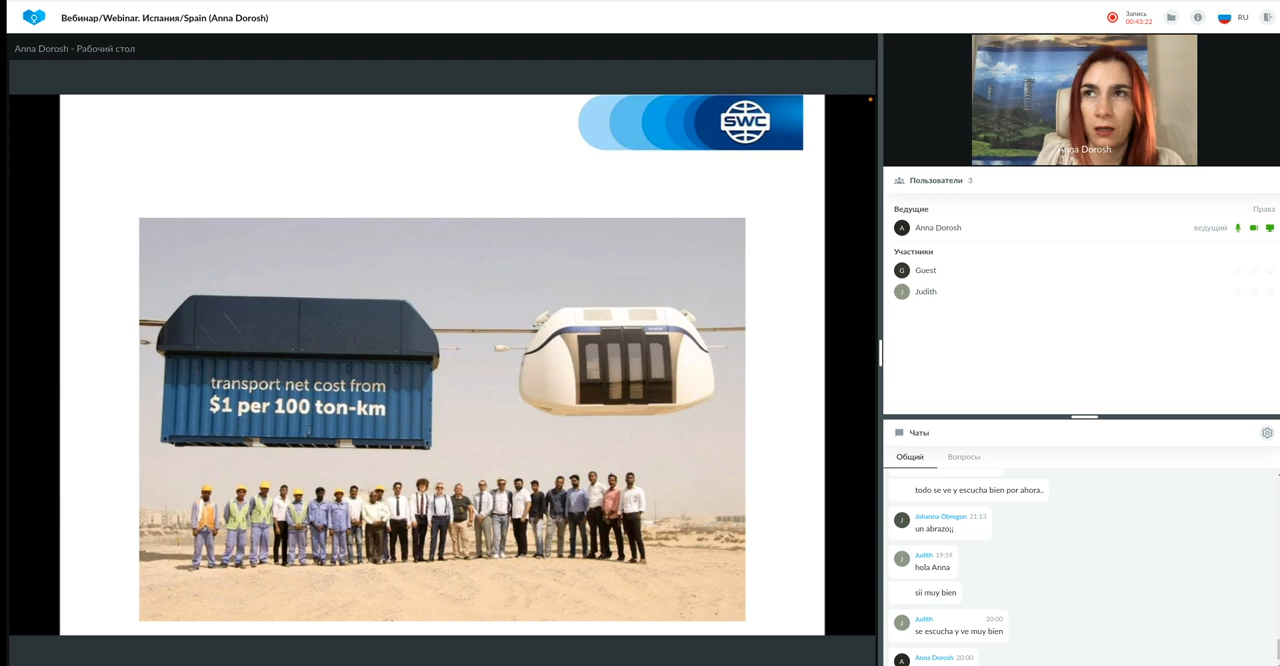 Вебинар/Webinar. Испания/Spain (Anna Dorosh)
Запись
00:43:22
RU
Anna Dorosh - Рабочий стол
SWC
transport net cost from
$1 per 100 ton-km
Anna Dorosh
Пользователи 3
Ведущие Права
A Anna Dorosh ведущий
Участники
G Guest
J Judith
Чаты
Общий Вопросы
todo se ve y escucha bien por ahora..
J Johanna Obregon 21:13
un abrazo¡¡
J Judith 19:59
hola Anna
sii muy bien
J Judith 20:00
se escucha y ve muy bien
A Anna Dorosh 20:00